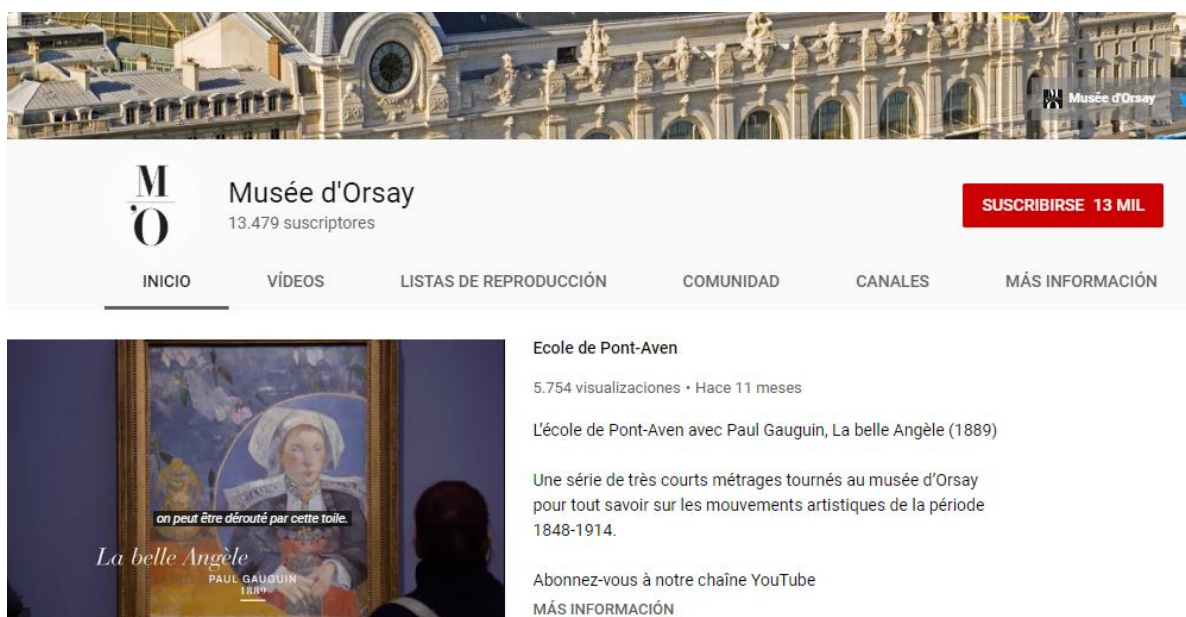 Musée d'Orsay
M
'O
Musée d'Orsay
13.479 suscriptores
SUSCRIBIRSE 13 MIL
INICIO
VÍDEOS
LISTAS DE REPRODUCCIÓN
COMUNIDAD
CANALES
MÁS INFORMACIÓN
on peut être dérouté par cette toile.
La belle Angèle
PAUL GAUGUIN
1889
Ecole de Pont-Aven
5.754 visualizaciones • Hace 11 meses
L'école de Pont-Aven avec Paul Gauguin, La belle Angèle (1889)
Une série de très courts métrages tournés au musée d'Orsay
pour tout savoir sur les mouvements artistiques de la période
1848-1914.
Abonnez-vous à notre chaîne YouTube
MÁS INFORMACIÓN